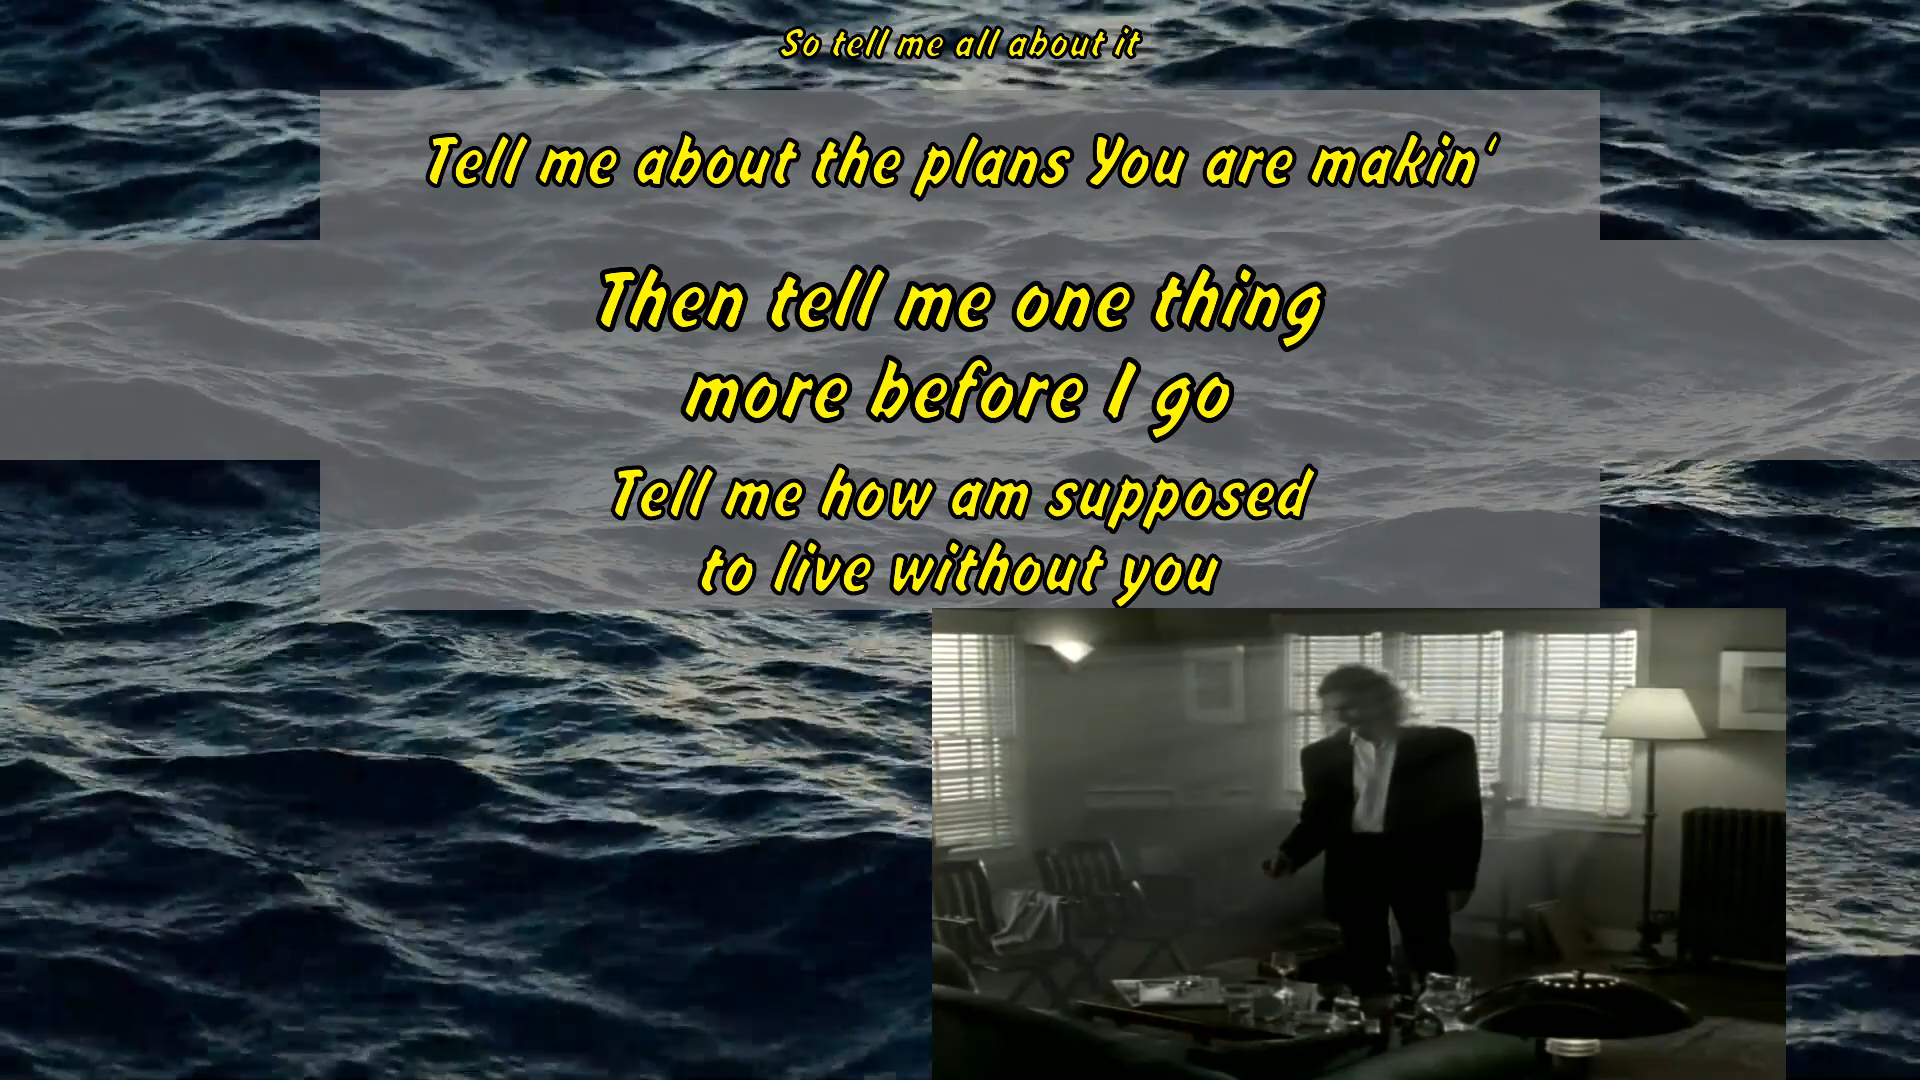 So tell me all about it
Tell me about the plans You are makin'
Then tell me one thing
more before I go
Tell me how am supposed
to live without you